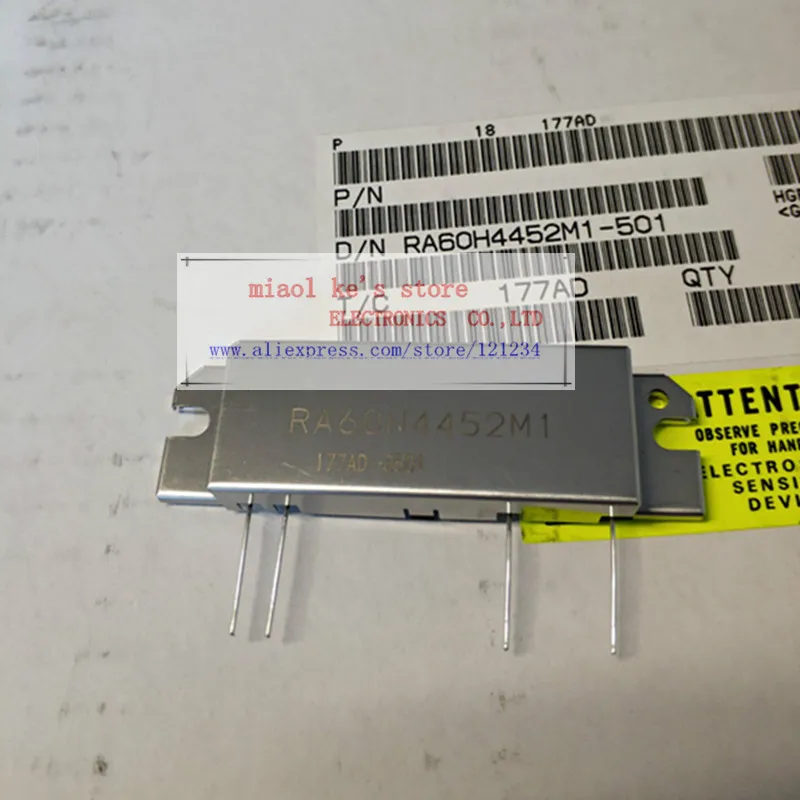 P 18 177AD
P/N
HGF
D/N RA60H4452M1-501
<G
miaol ke's store
T/C 177AD QTY
ELECTRONICS CO.,LTD
www.aliexpress.com/store/121234
RA60H4452M1
177AD
TTENT
OBSERVE PRE
FOR HAN
ELECTRO
SENSI
DEVI